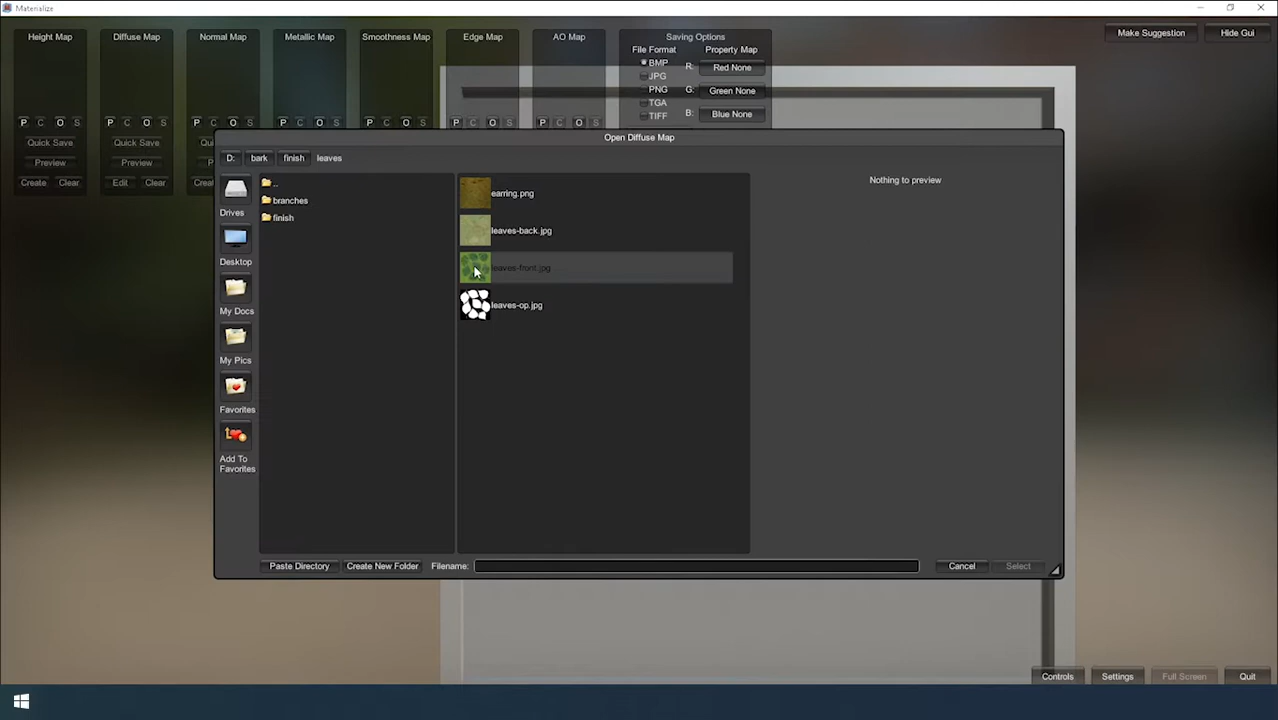 Materialize
Height Map
Diffuse Map
Normal Map
Metallic Map
Smoothness Map
Edge Map
AO Map
Saving Options
File Format
Property Map
BMP
JPG
PNG
TGA
TIFF
R: Red None
G: Green None
B: Blue None
Make Suggestion
Hide Gui
P C O S
P C O S
P C O S
P C O S
P C O S
P C O S
P C O S
Quick Save
Quick Save
Preview
Preview
Create Clear
Edit Clear
Open Diffuse Map
D: bark finish leaves
Drives
Desktop
My Docs
My Pics
Favorites
Add To
Favorites
..
branches
finish
earring.png
leaves-back.jpg
leaves-front.jpg
leaves-op.jpg
Nothing to preview
Paste Directory
Create New Folder
Filename:
Cancel
Select
Controls
Settings
Full Screen
Quit